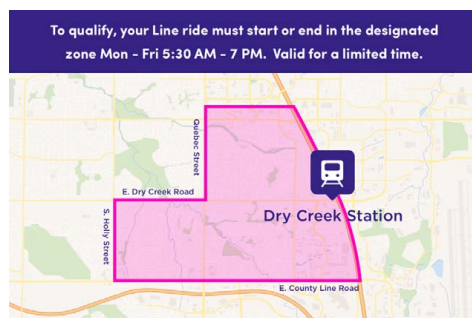 To qualify, your Line ride must start or end in the designated
zone Mon - Fri 5:30 AM - 7 PM. Valid for a limited time.
Quebec Street
E. Dry Creek Road
Dry Creek Station
S. Holly Street
E. County Line Road